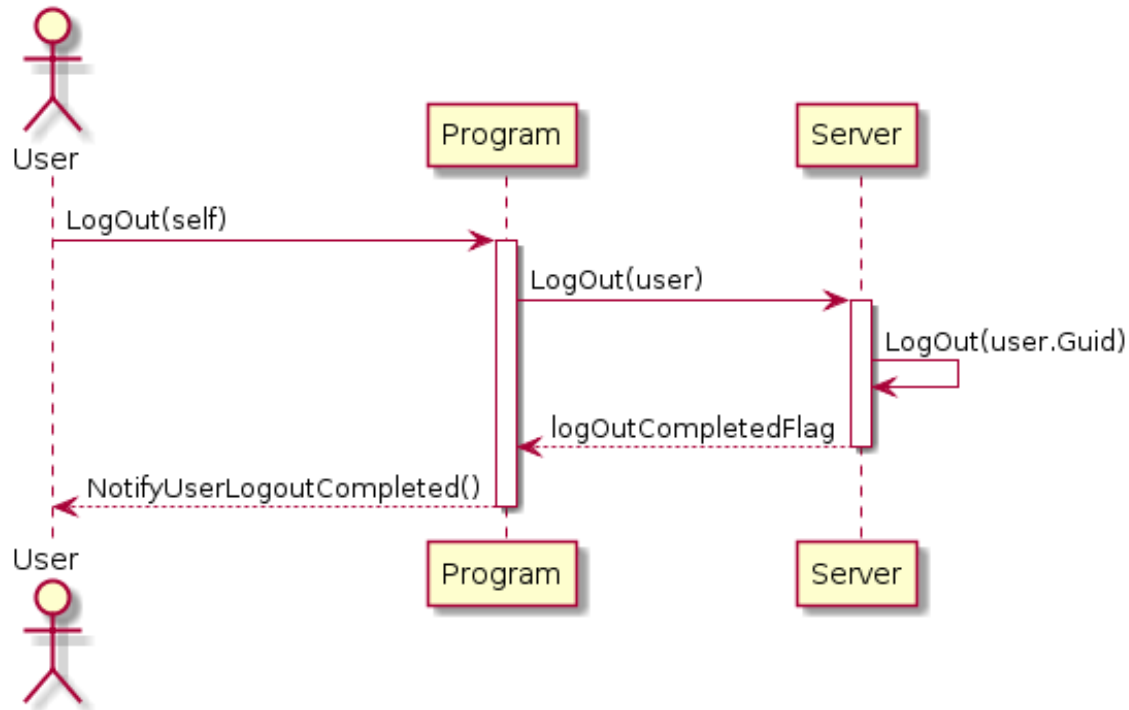 User
Program
Server
LogOut(self)
LogOut(user)
LogOut(user.Guid)
logOutCompletedFlag
NotifyUserLogoutCompleted()
User
Program
Server